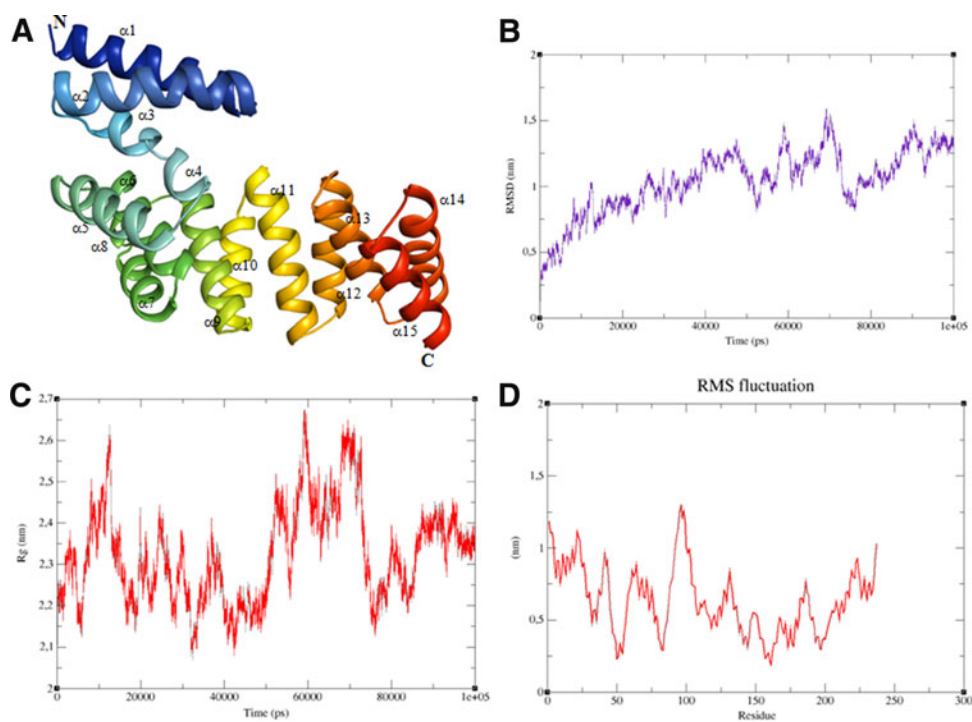 A
N
α1
α2
α3
α4
α6
α5
α8
α7
α11
α10
α9
α13
α12
α14
α15
C
B
2
1,5
1
0,5
0
RMSD (nm)
0 20000 40000 60000 80000 1e+05
Time (ps)
C
2,7
2,6
2,5
2,4
2,3
2,2
2,1
2
Rg (nm)
0 20000 40000 60000 80000 1e+05
Time (ps)
D
RMS fluctuation
2
1,5
1
0,5
0
(nm)
0 50 100 150 200 250 300
Residue